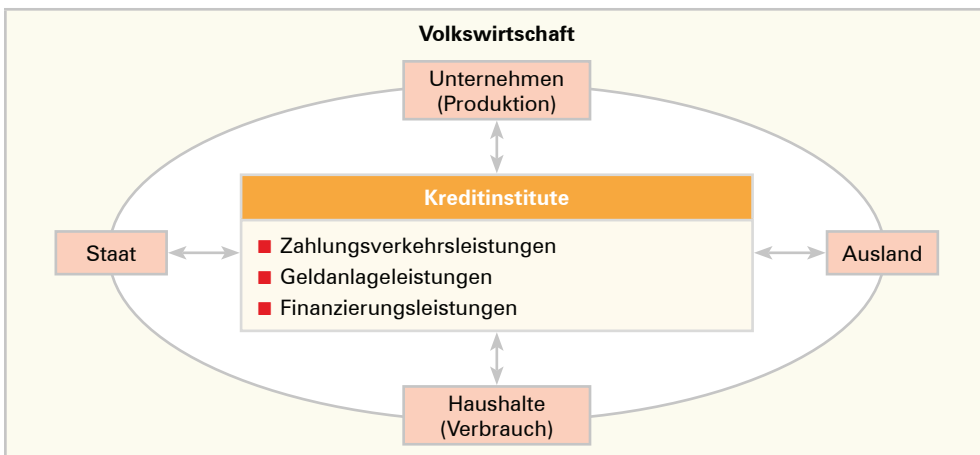 Volkswirtschaft
Unternehmen
(Produktion)
Kreditinstitute
Staat
Zahlungsverkehrsleistungen
Geldanlageleistungen
Finanzierungsleistungen
Ausland
Haushalte
(Verbrauch)